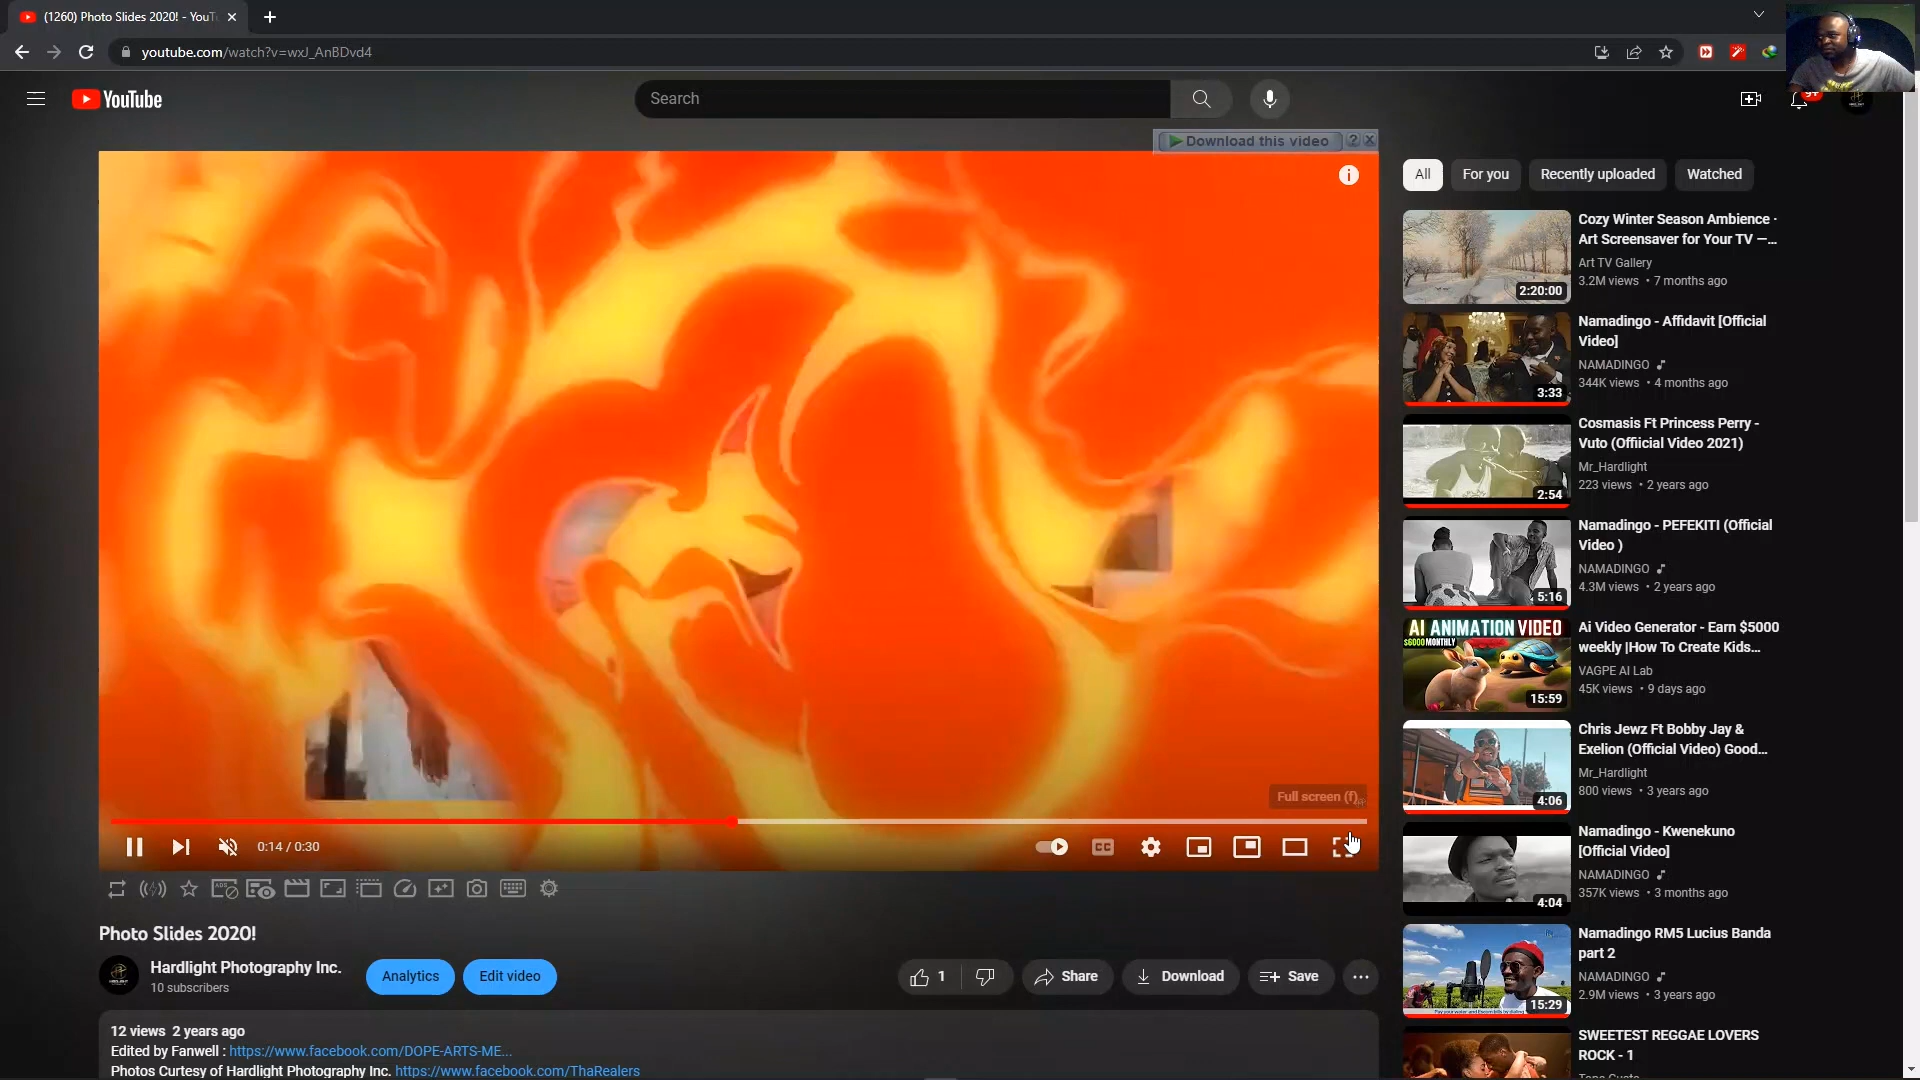 (1260) Photo Slides 2020! - YouT
youtube.com/watch?v=wxJ_AnBDvd4
YouTube
Search
9+
Download this video
All
For you
Recently uploaded
Watched
Cozy Winter Season Ambience ·
Art Screensaver for Your TV —...
Art TV Gallery
3.2M views • 7 months ago
2:20:00
Namadingo - Affidavit [Official
Video]
NAMADINGO
344K views • 4 months ago
3:33
Cosmasis Ft Princess Perry -
Vuto (Offiicial Video 2021)
Mr_Hardlight
223 views • 2 years ago
2:54
Namadingo - PEFEKITI (Official
Video )
NAMADINGO
4.3M views • 2 years ago
5:16
AI ANIMATION VIDEO
$6000 MONTHLY
Ai Video Generator - Earn $5000
weekly |How To Create Kids...
VAGPE AI Lab
45K views • 9 days ago
15:59
Chris Jewz Ft Bobby Jay &
Exelion (Official Video) Good...
Mr_Hardlight
800 views • 3 years ago
4:06
Namadingo - Kwenekuno
[Official Video]
NAMADINGO
357K views • 3 months ago
4:04
Namadingo RM5 Lucius Banda
part 2
NAMADINGO
2.9M views • 3 years ago
15:29
SWEETEST REGGAE LOVERS
ROCK - 1
Full screen (f)
0:14 / 0:30
CC
ADS
Photo Slides 2020!
Hardlight Photography Inc.
10 subscribers
Analytics
Edit video
1
Share
Download
Save
12 views 2 years ago
Edited by Fanwell : https://www.facebook.com/DOPE-ARTS-ME...
Photos Curtesy of Hardlight Photography Inc. https://www.facebook.com/ThaRealers